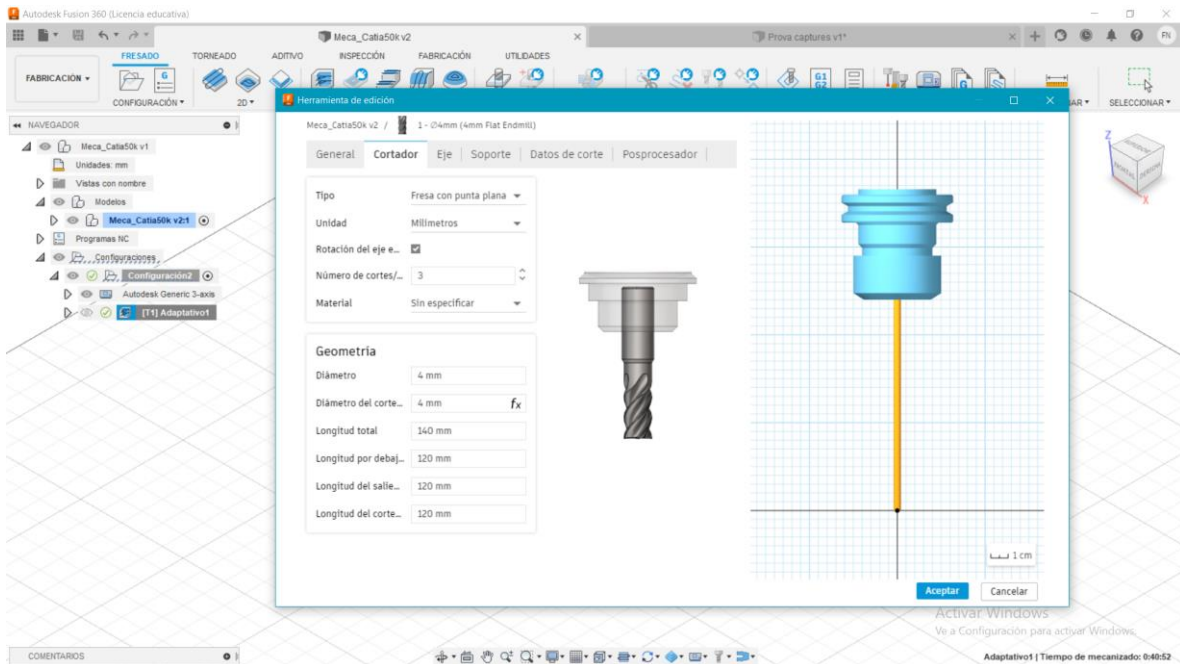 Autodesk Fusion 360 (Licencia educativa)
Meca_Catia50k v2
Prova capturas v1*
FN
FRESADO TORNEADO ADITIVO INSPECCIÓN FABRICACIÓN UTILIDADES
FABRICACIÓN
CONFIGURACIÓN 2D SELECCIONAR
NAVEGADOR
Meca_Catia50k v1
Unidades: mm
Vistas con nombre
Modelos
Meca_Catia50k v2:1
Programas NC
Configuraciones
Configuración2
Autodesk Generic 3-axis
[T1] Adaptativo1
Herramienta de edición
Meca_Catia50k v2 / 1 - Ø4mm (4mm Flat Endmill)
General Cortador Eje Soporte Datos de corte Posprocesador
Tipo Fresa con punta plana
Unidad Milímetros
Rotación del eje e...
Número de cortes/... 3
Material Sin especificar
Geometría
Diámetro 4 mm
Diámetro del corte... 4 mm fx
Longitud total 140 mm
Longitud por debaj... 120 mm
Longitud del salie... 120 mm
Longitud del corte... 120 mm
1 cm
Aceptar Cancelar
Z
X
Activar Windows
Ve a Configuración para activar Windows.
COMENTARIOS
Adaptativo1 | Tiempo de mecanizado: 0:40:52